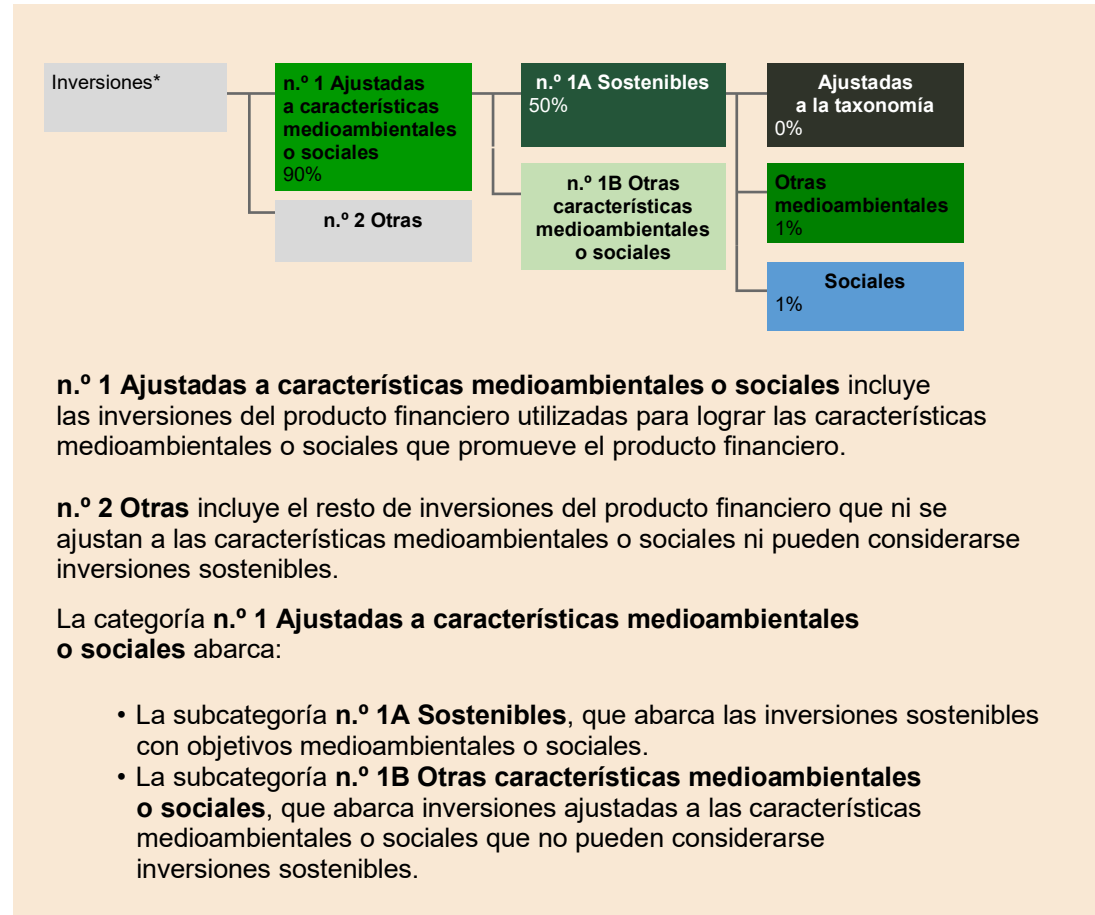 Inversiones*
n.º 1 Ajustadas
a características
medioambientales
o sociales
90%
n.º 2 Otras
n.º 1A Sostenibles
50%
n.º 1B Otras
características
medioambientales
o sociales
Ajustadas
a la taxonomía
0%
Otras
medioambientales
1%
Sociales
1%
n.º 1 Ajustadas a características medioambientales o sociales incluye
las inversiones del producto financiero utilizadas para lograr las características
medioambientales o sociales que promueve el producto financiero.
n.º 2 Otras incluye el resto de inversiones del producto financiero que ni se
ajustan a las características medioambientales o sociales ni pueden considerarse
inversiones sostenibles.
La categoría n.º 1 Ajustadas a características medioambientales
o sociales abarca:
• La subcategoría n.º 1A Sostenibles, que abarca las inversiones sostenibles
con objetivos medioambientales o sociales.
• La subcategoría n.º 1B Otras características medioambientales
o sociales, que abarca inversiones ajustadas a las características
medioambientales o sociales que no pueden considerarse
inversiones sostenibles.